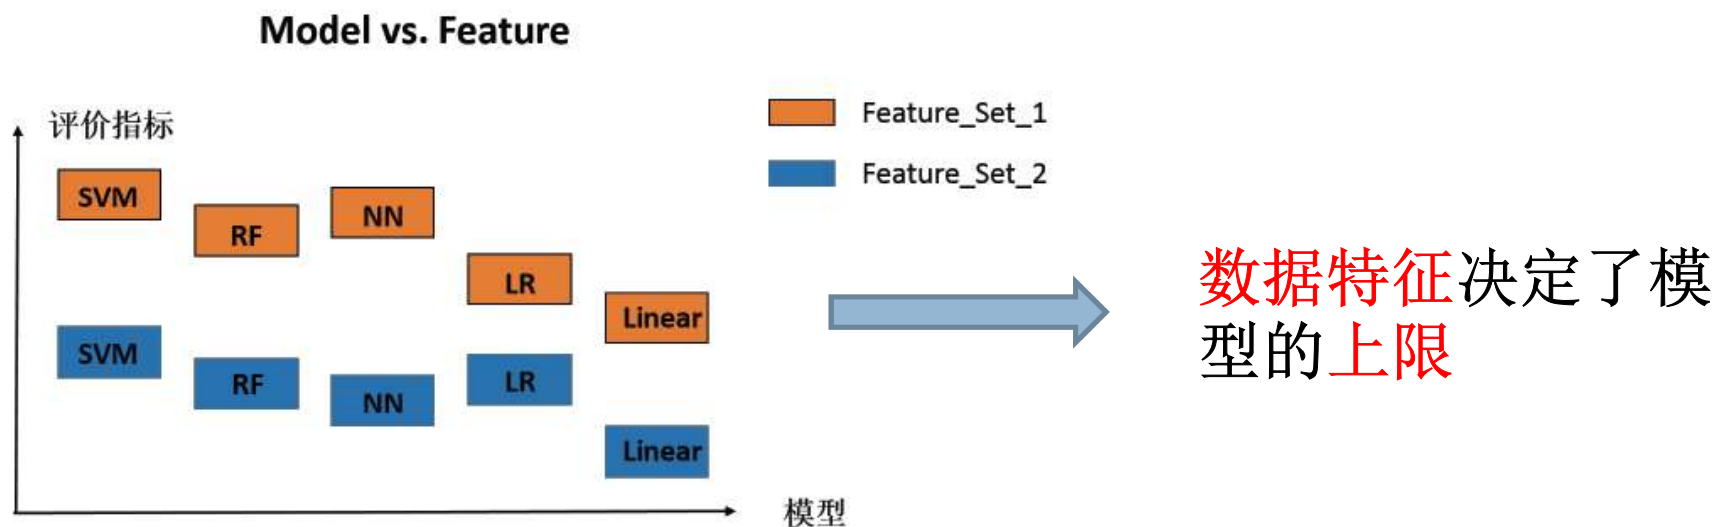 Model vs. Feature
评价指标
Feature_Set_1
Feature_Set_2
SVM
RF
NN
LR
Linear
SVM
RF
NN
LR
Linear
模型
数据特征决定了模
型的上限